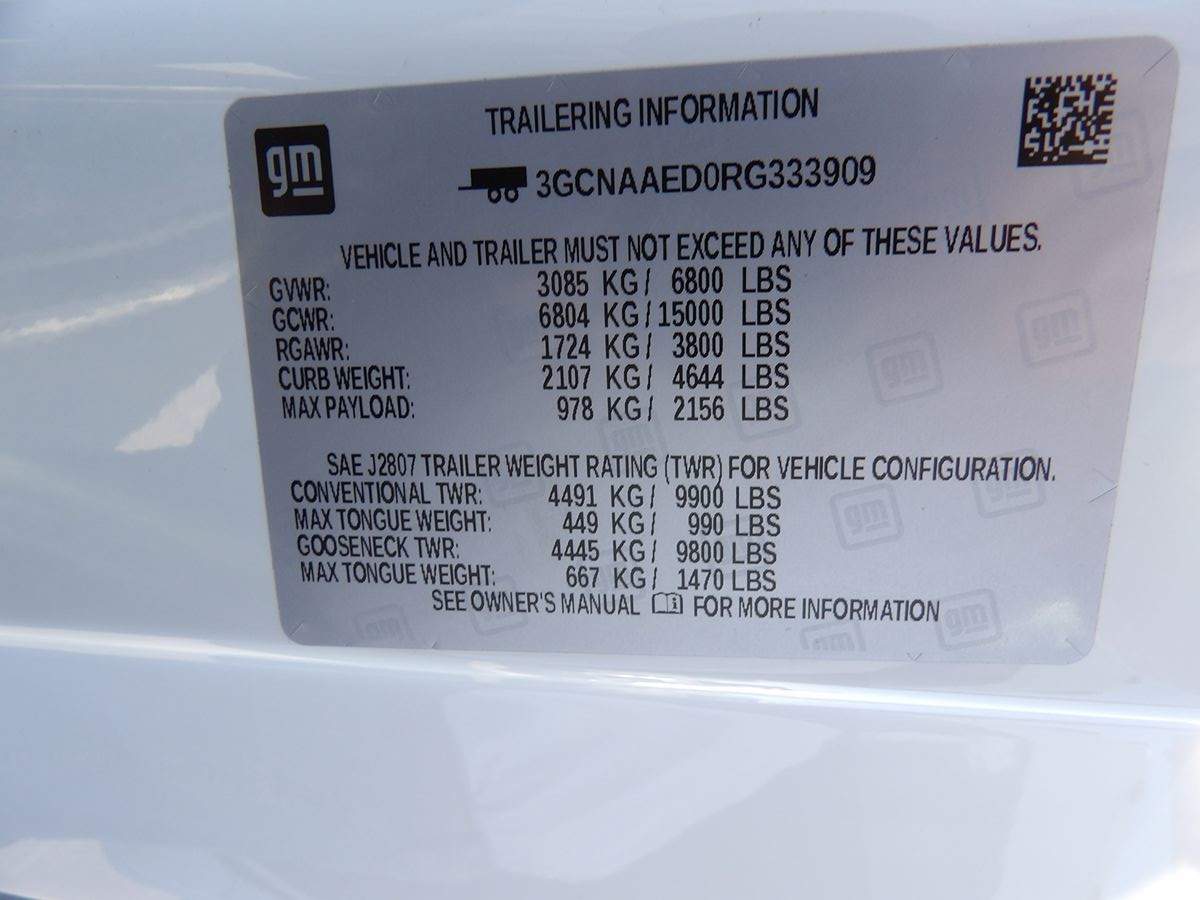 gm
TRAILERING INFORMATION
3GCNAAED0RG333909
VEHICLE AND TRAILER MUST NOT EXCEED ANY OF THESE VALUES.
GVWR: 3085 KG/ 6800 LBS
GCWR: 6804 KG/ 15000 LBS
RGAWR: 1724 KG/ 3800 LBS
CURB WEIGHT: 2107 KG/ 4644 LBS
MAX PAYLOAD: 978 KG/ 2156 LBS
SAE J2807 TRAILER WEIGHT RATING (TWR) FOR VEHICLE CONFIGURATION.
CONVENTIONAL TWR: 4491 KG/ 9900 LBS
MAX TONGUE WEIGHT: 449 KG/ 990 LBS
GOOSENECK TWR: 4445 KG/ 9800 LBS
MAX TONGUE WEIGHT: 667 KG/ 1470 LBS
SEE OWNER'S MANUAL FOR MORE INFORMATION